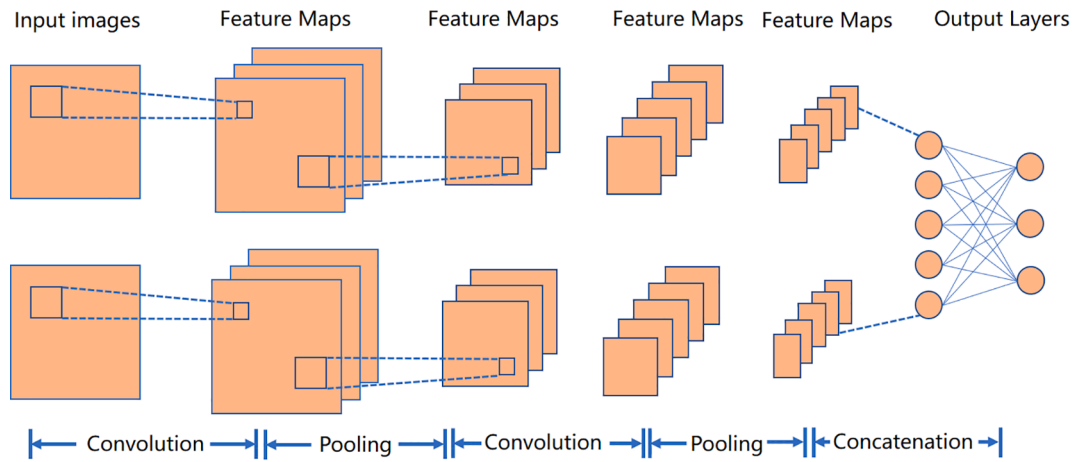 Input images Feature Maps Feature Maps Feature Maps Feature Maps Output Layers
Convolution Pooling Convolution Pooling Concatenation